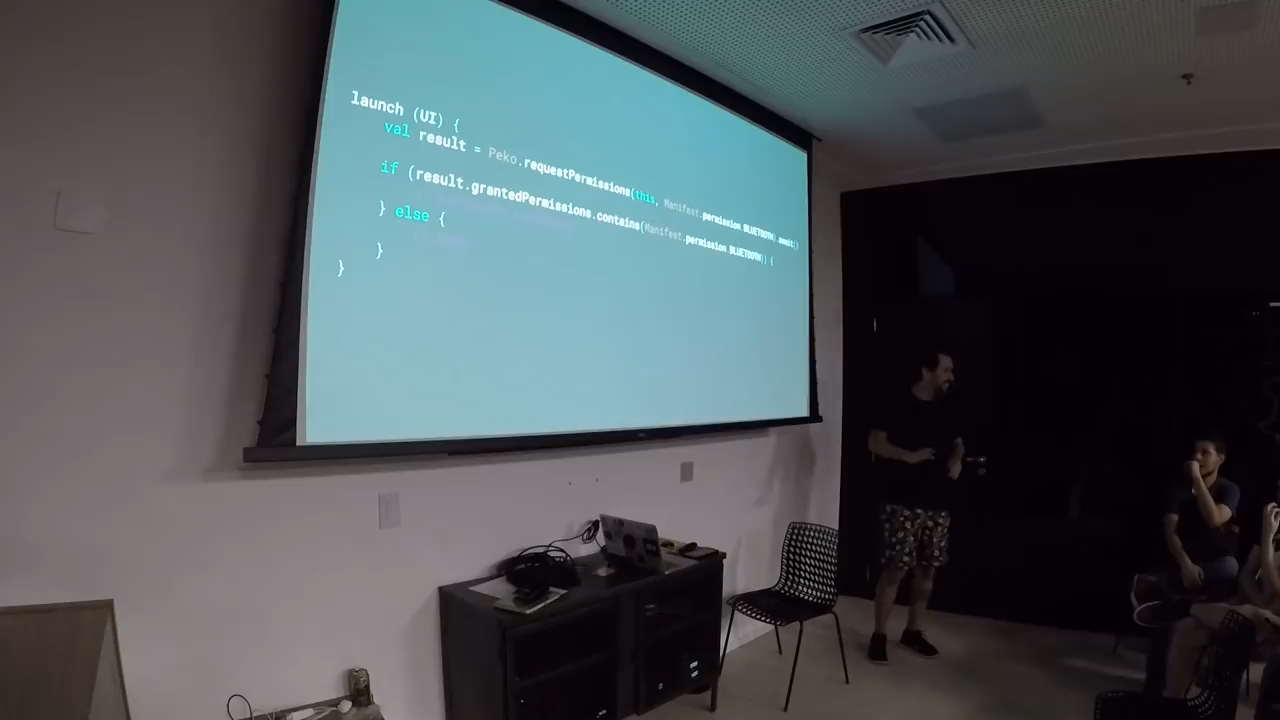 launch (UI) {
val result = Peko.requestPermissions(this, Manifest.permission.BLUETOOTH).await()
if (result.grantedPermissions.contains(Manifest.permission.BLUETOOTH)) {
} else {
}
}